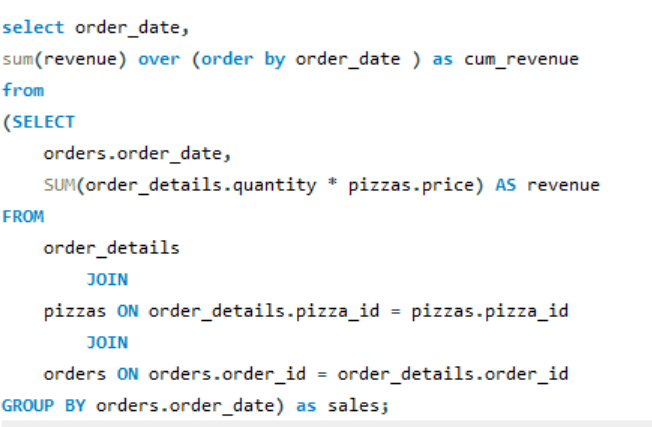 select order_date,
sum(revenue) over (order by order_date ) as cum_revenue
from
(SELECT
    orders.order_date,
    SUM(order_details.quantity * pizzas.price) AS revenue
FROM
    order_details
        JOIN
    pizzas ON order_details.pizza_id = pizzas.pizza_id
        JOIN
    orders ON orders.order_id = order_details.order_id
GROUP BY orders.order_date) as sales;